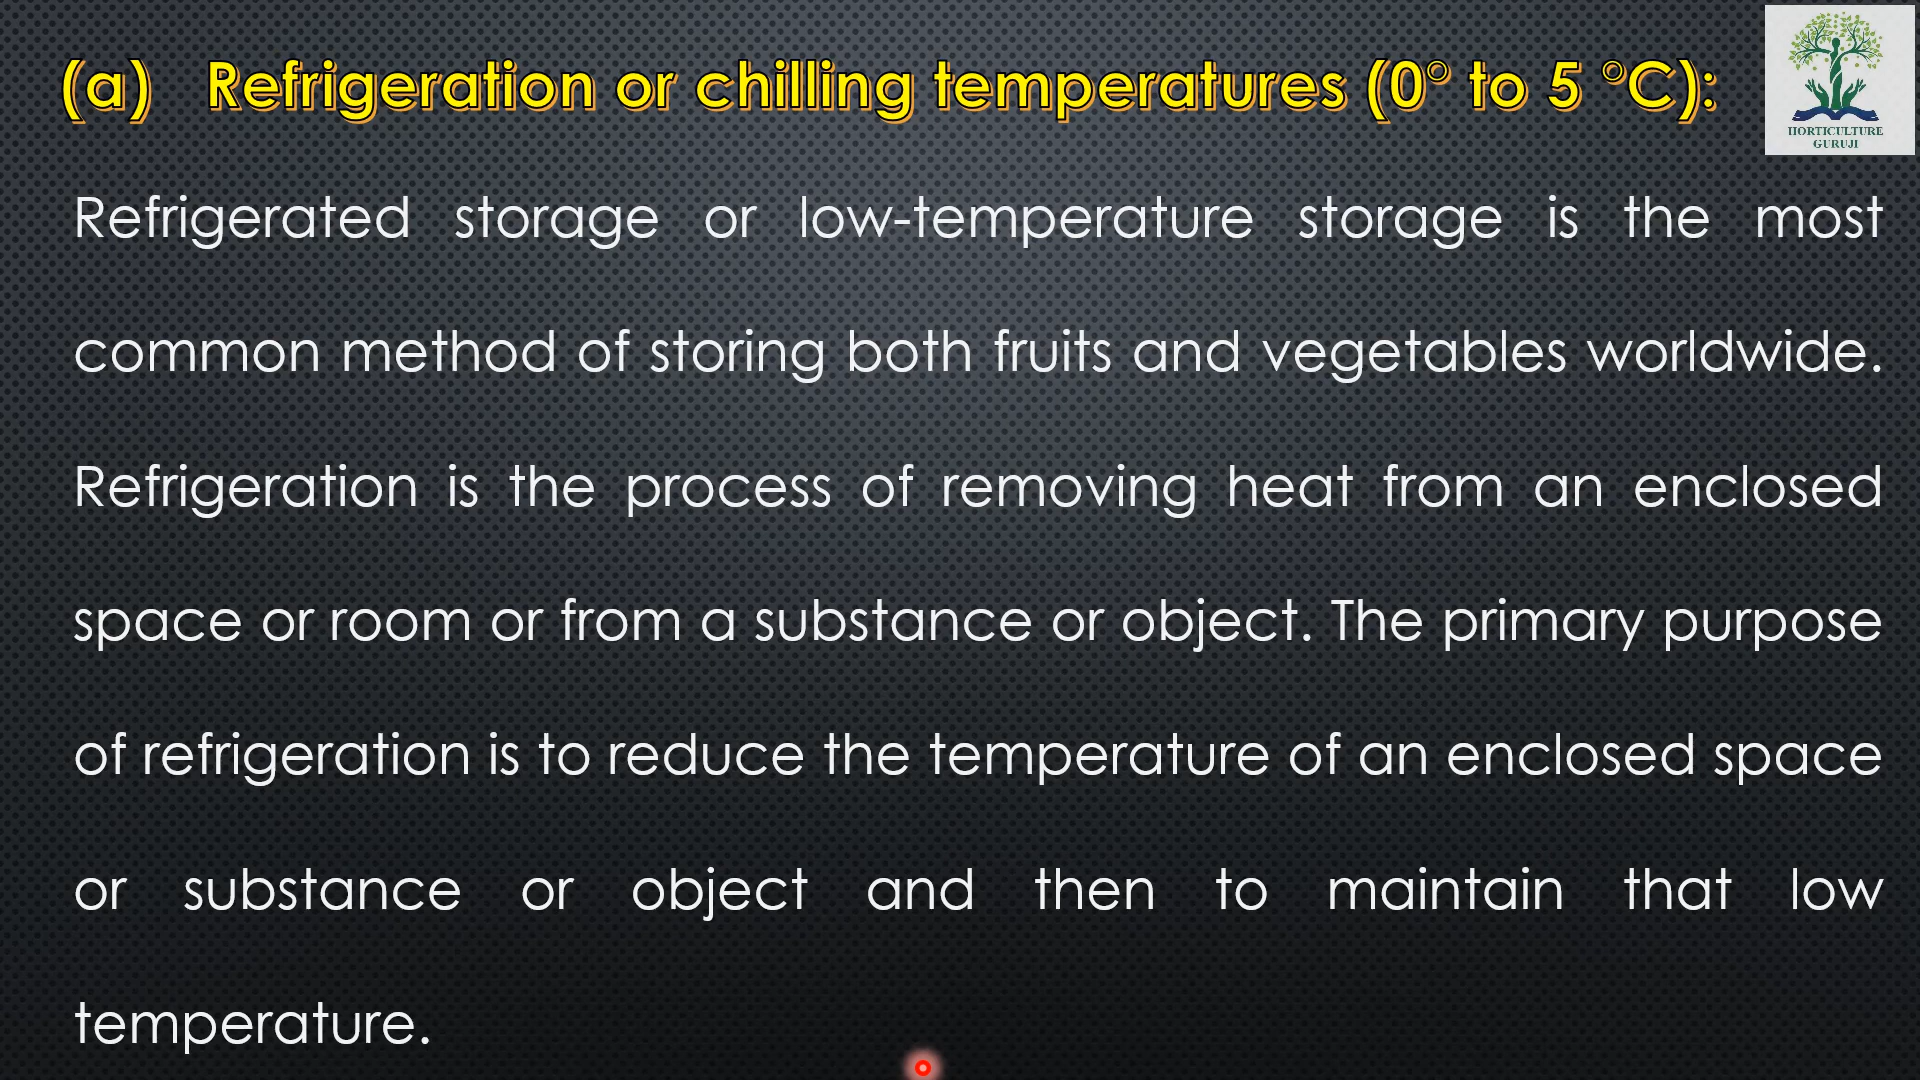 (a) Refrigeration or chilling temperatures (0° to 5 °C):
HORTICULTURE
GURUJI
Refrigerated storage or low-temperature storage is the most
common method of storing both fruits and vegetables worldwide.
Refrigeration is the process of removing heat from an enclosed
space or room or from a substance or object. The primary purpose
of refrigeration is to reduce the temperature of an enclosed space
or substance or object and then to maintain that low
temperature.